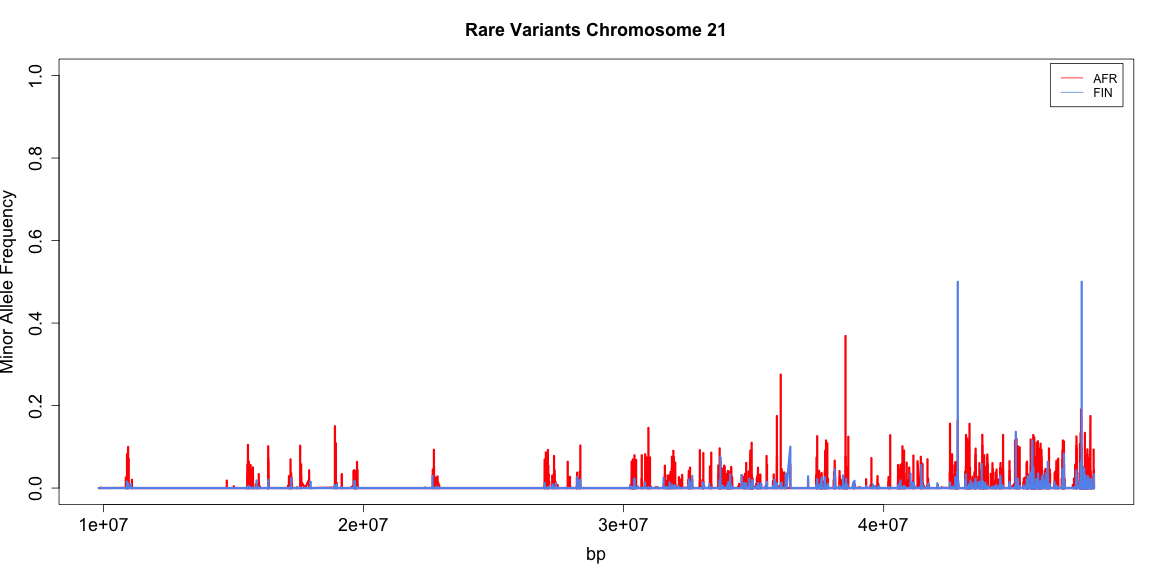 Rare Variants Chromosome 21
AFR
FIN
Minor Allele Frequency
1.0
0.8
0.6
0.4
0.2
0.0
1e+07 2e+07 3e+07 4e+07
bp